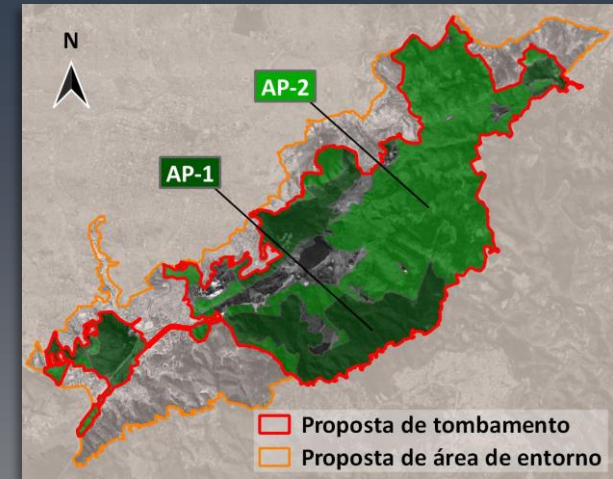 N
AP-2
AP-1
Proposta de tombamento
Proposta de área de entorno